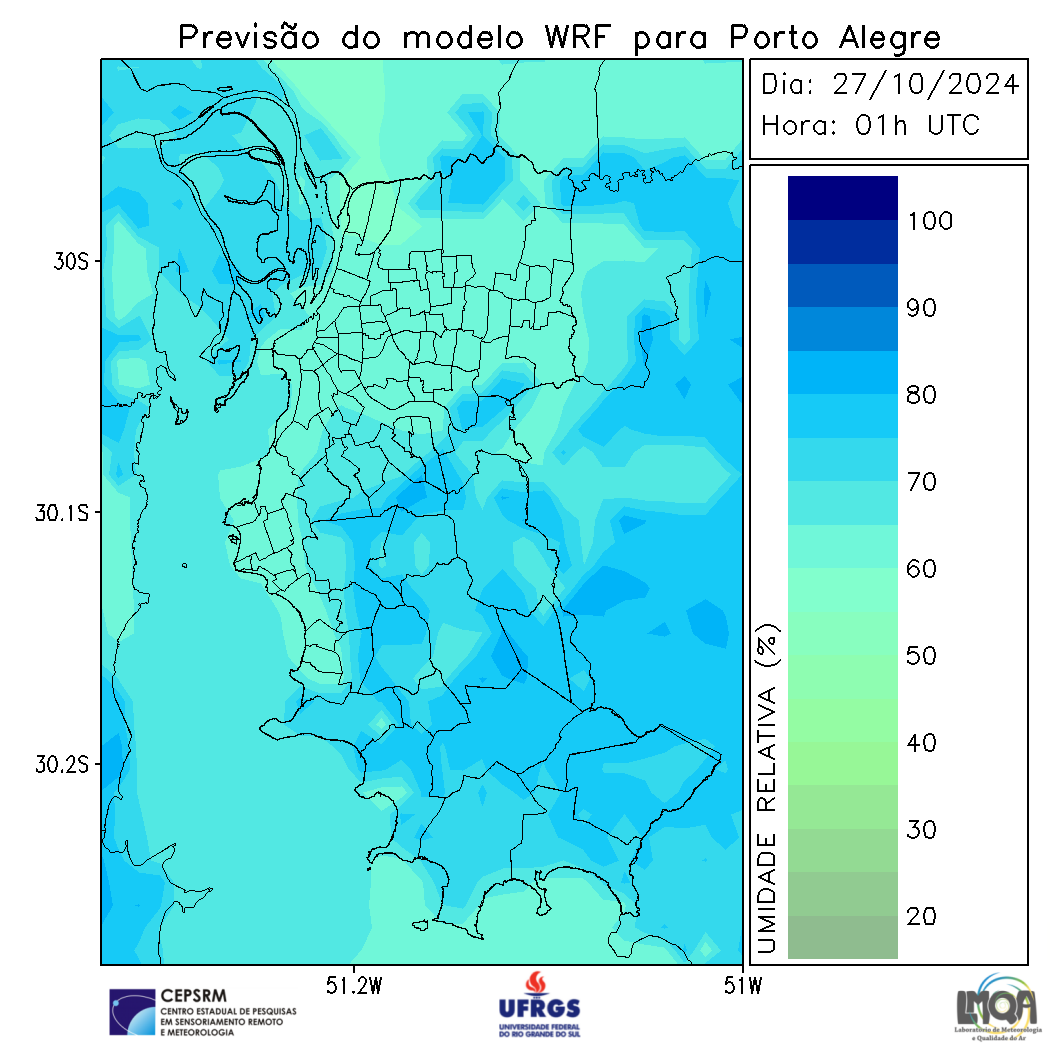 Previsão do modelo WRF para Porto Alegre
Dia: 27/10/2024
Hora: 01h UTC
30S
30.1S
30.2S
51.2W
51W
UMIDADE RELATIVA (%)
100
90
80
70
60
50
40
30
20
CEPSRM
CENTRO ESTADUAL DE PESQUISAS
EM SENSORIAMENTO REMOTO
E METEOROLOGIA
UFRGS
UNIVERSIDADE FEDERAL
DO RIO GRANDE DO SUL
LMQA
Laboratório de Meteorologia
e Qualidade do Ar